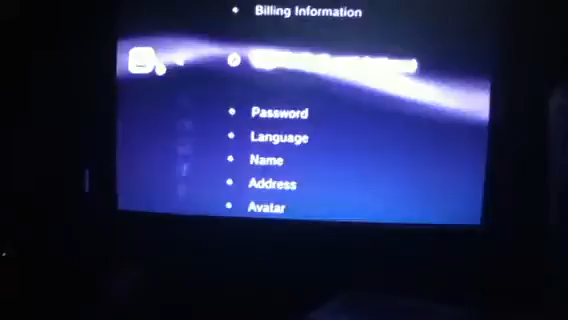 Billing Information
Password
Language
Name
Address
Avatar